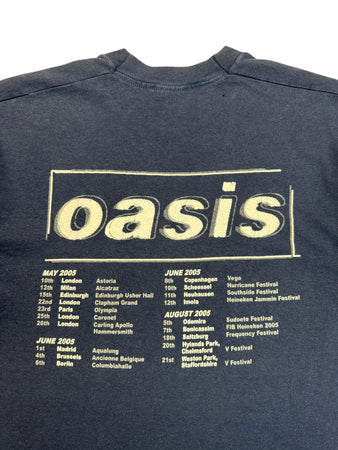 oasis
MAY 2005
10th London Astoria
12th Milan Alcatraz
15th Edinburgh Edinburgh Usher Hall
22nd London Clapham Grand
23rd Paris Olympia
25th London Coronet
26th London Carling Apollo
Hammersmith
JUNE 2005
1st Madrid Aqualung
4th Brussels Ancienne Belgique
6th Berlin Columbiahalle
JUNE 2005
8th Copenhagen Vega
10th Scheessel Hurricane Festival
11th Neuhausen Southside Festival
12th Imola Heineken Jammin Festival
AUGUST 2005
5th Odemira Sudoete Festival
7th Benicassim FIB Heineken 2005
18th Salzburg Frequency Festival
20th Hylands Park,
Chelmsford V Festival
21st Weston Park,
Staffordshire V Festival